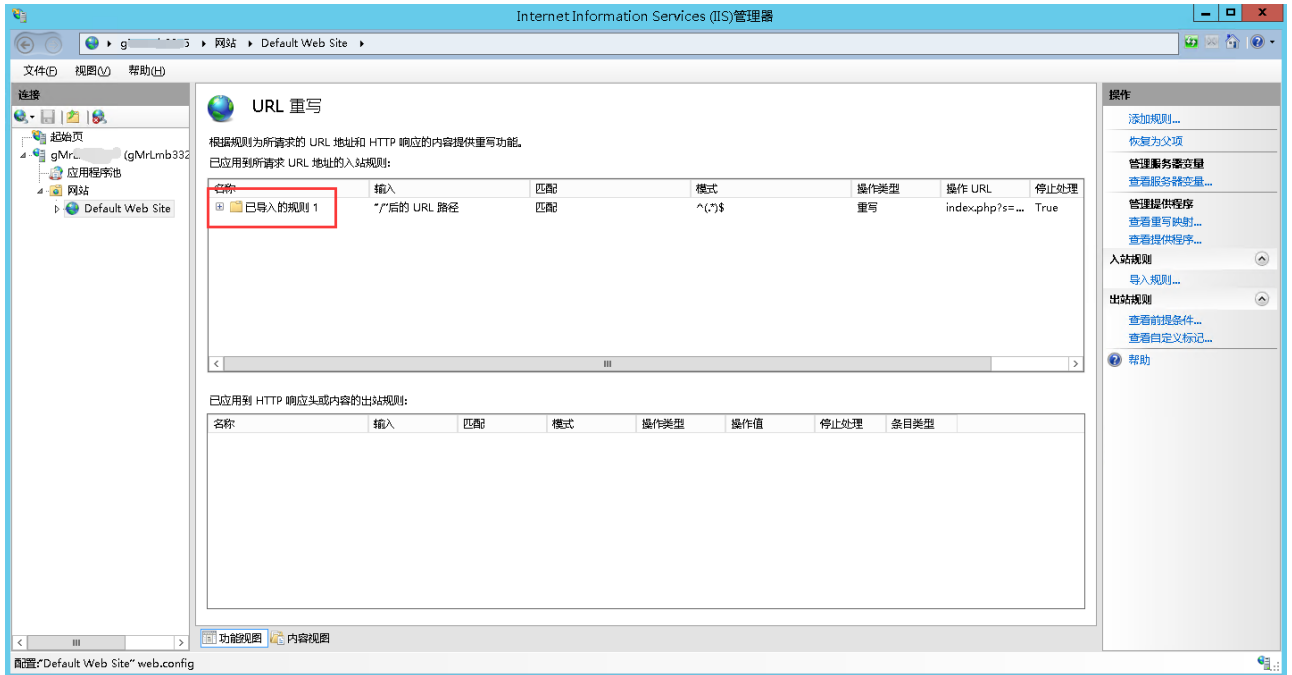 Internet Information Services (IIS)管理器
网站 Default Web Site
文件(F) 视图(V) 帮助(H)
连接
起始页
(gMrLmb332
应用程序池
网站
Default Web Site
URL 重写
根据规则为所请求的 URL 地址和 HTTP 响应的内容提供重写功能。
已应用到所请求 URL 地址的入站规则:
名称 输入 匹配 模式 操作类型 操作 URL 停止处理
已导入的规则 1 "/"后的 URL 路径 匹配 ^(.*)$ 重写 index.php?s=... True
已应用到 HTTP 响应头或内容的出站规则:
名称 输入 匹配 模式 操作类型 操作值 停止处理 条目类型
功能视图 内容视图
操作
添加规则...
恢复为父项
管理服务器变量
查看服务器变量...
管理提供程序
查看重写映射...
查看提供程序...
入站规则
导入规则...
出站规则
查看前提条件...
查看自定义标记...
帮助
配置:"Default Web Site" web.config